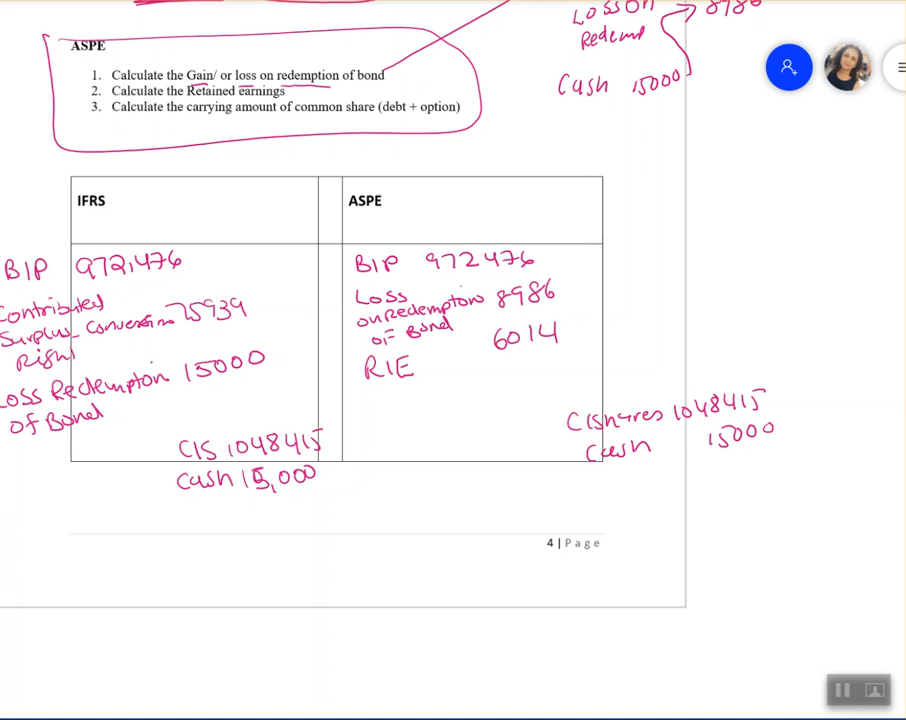 Loss on → 8986
Redemp
Cash 15000
ASPE
1. Calculate the Gain/ or loss on redemption of bond
2. Calculate the Retained earnings
3. Calculate the carrying amount of common share (debt + option)
IFRS
ASPE
BIP 972,476
Contributed
Surplus - Conversion 75939
Right
Loss Redemption 15000
of Bond
C/S 1048415
Cash 15,000
BIP 972476
Loss
on Redemption 8986
of Bond
6014
R/E
C/Shares 1048415
Cash 15000
4 | Page